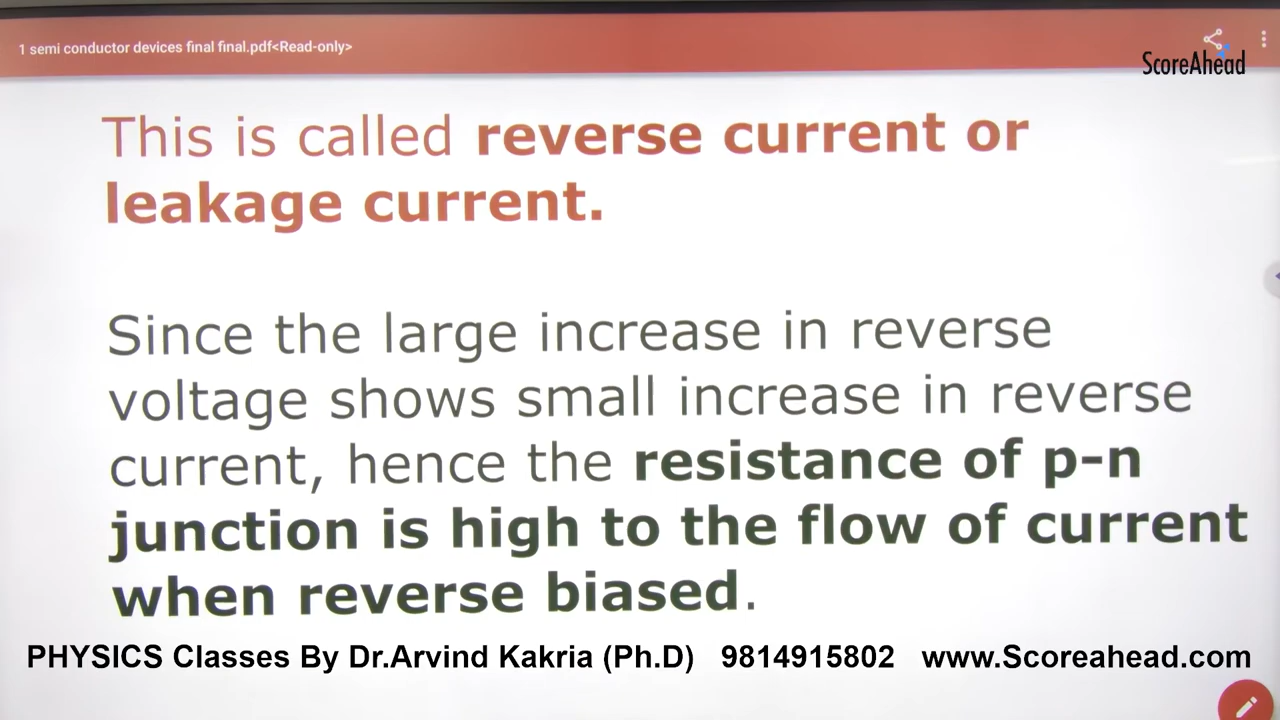 1 semi conductor devices final final.pdf<Read-only>
ScoreAhead
This is called reverse current or
leakage current.
Since the large increase in reverse
voltage shows small increase in reverse
current, hence the resistance of p-n
junction is high to the flow of current
when reverse biased.
PHYSICS Classes By Dr.Arvind Kakria (Ph.D) 9814915802 www.Scoreahead.com